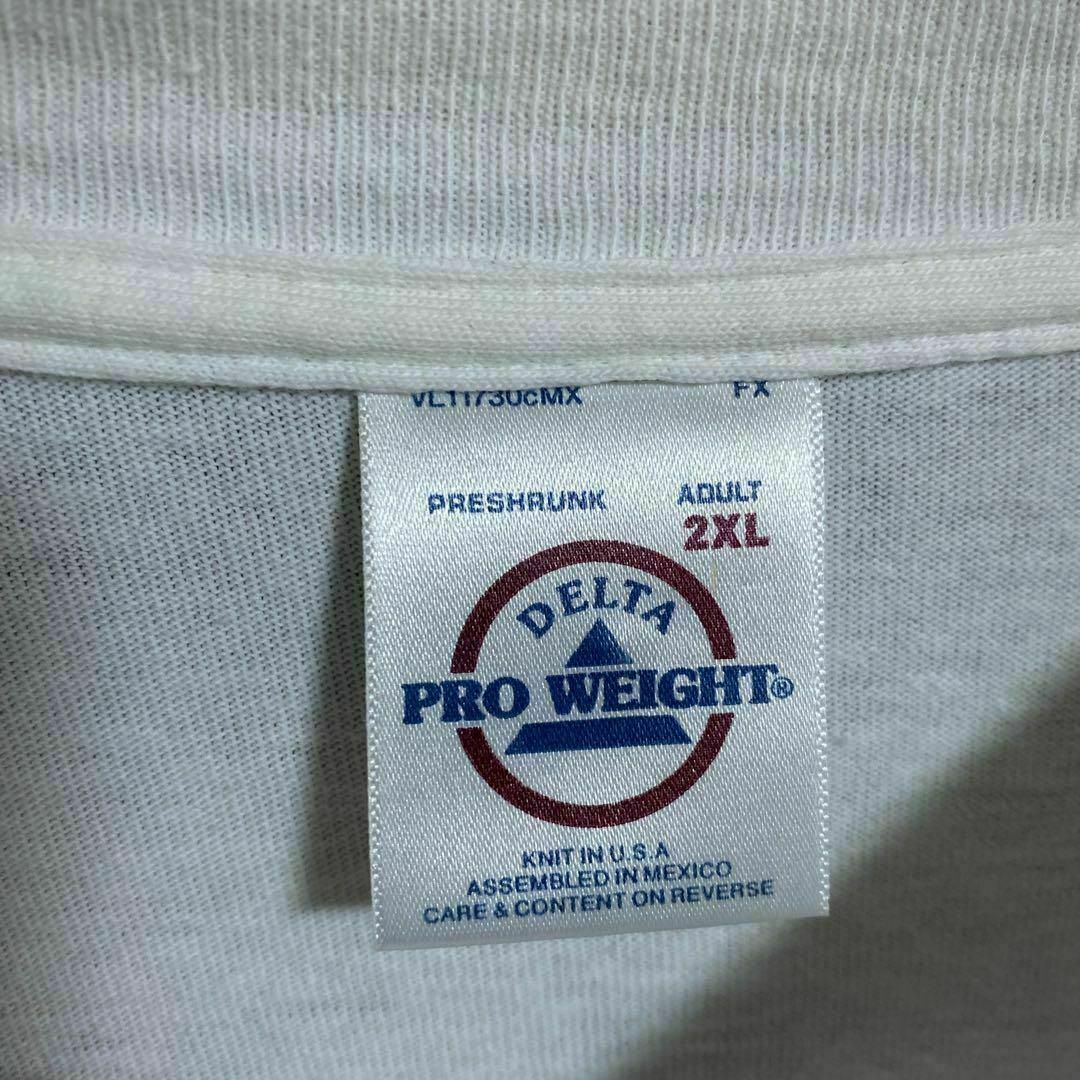 VL11730cMX FX
PRESHRUNK ADULT
2XL
DELTA
PRO WEIGHT®
KNIT IN U.S.A
ASSEMBLED IN MEXICO
CARE & CONTENT ON REVERSE